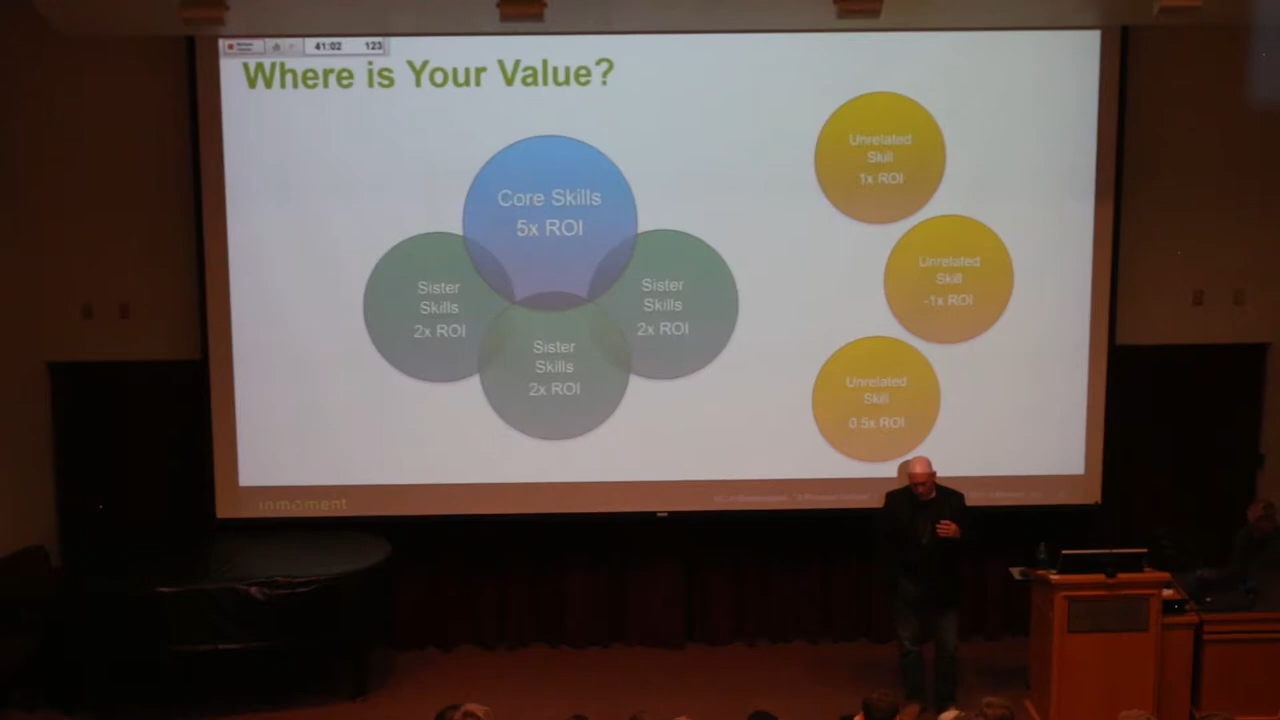 41:02 123
Where is Your Value?
Core Skills
5x ROI
Sister
Skills
2x ROI
Sister
Skills
2x ROI
Sister
Skills
2x ROI
Unrelated
Skill
1x ROI
Unrelated
Skill
-1x ROI
Unrelated
Skill
0.5x ROI
inmoment